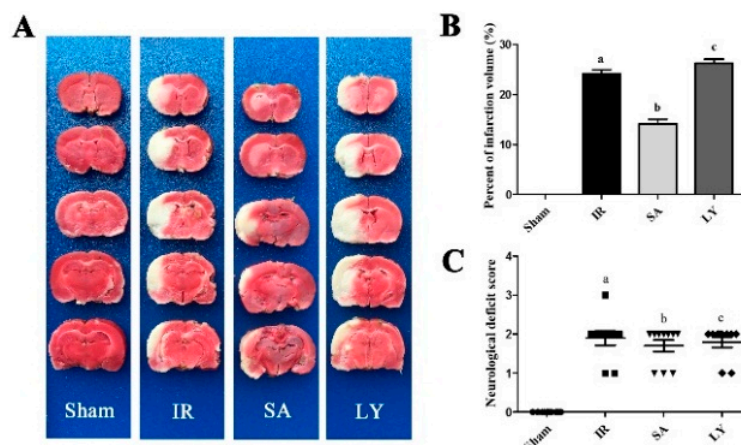 A
Sham
IR
SA
LY
B
Percent of infarction volume (%)
30
20
10
0
a
b
c
Sham
IR
SA
LY
C
Neurological deficit score
4
3
2
1
0
a
b
c
Sham
IR
SA
LY